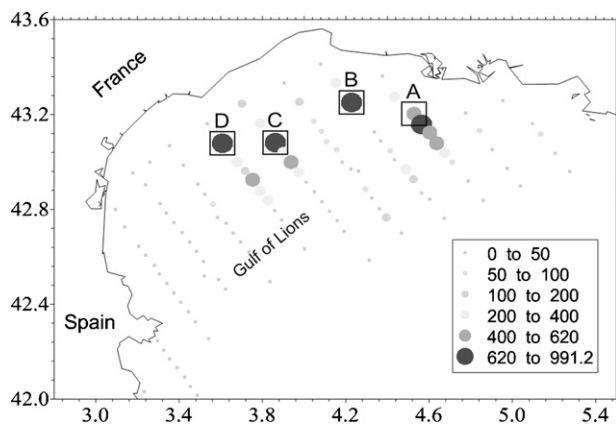 43.6
43.2
42.8
42.4
42.0
France
Spain
Gulf of Lions
A
B
C
D
0 to 50
50 to 100
100 to 200
200 to 400
400 to 620
620 to 991.2
3.0 3.4 3.8 4.2 4.6 5.0 5.4